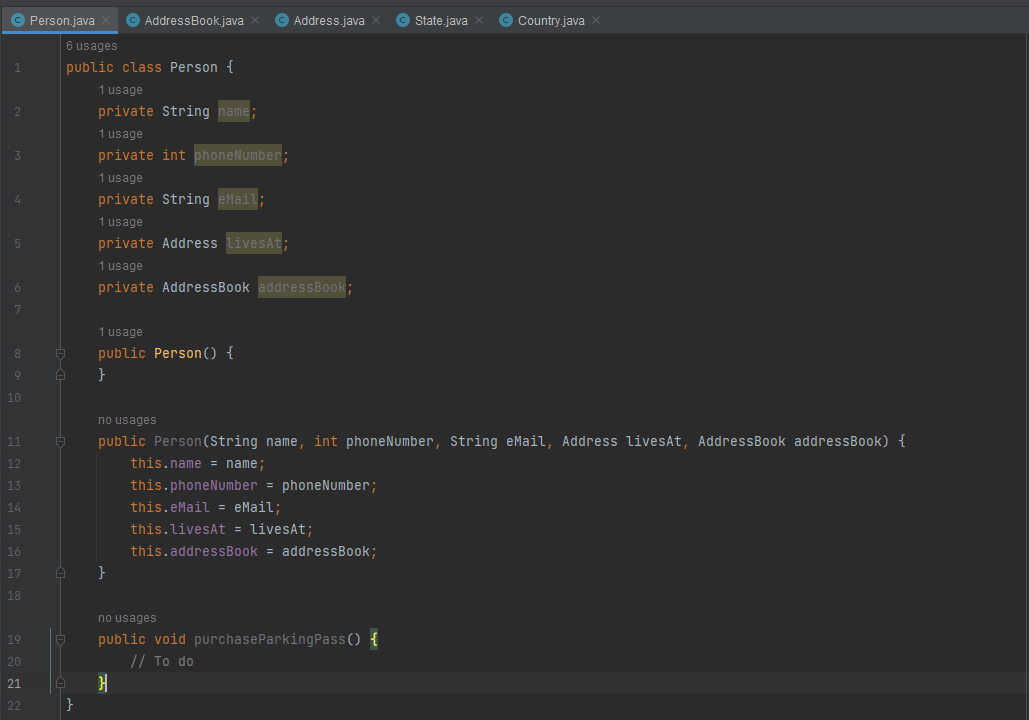 Person.java AddressBook.java Address.java State.java Country.java
6 usages
1 public class Person {
1 usage
2 private String name;
1 usage
3 private int phoneNumber;
1 usage
4 private String eMail;
1 usage
5 private Address livesAt;
1 usage
6 private AddressBook addressBook;
7
1 usage
8 public Person() {
9 }
10
no usages
11 public Person(String name, int phoneNumber, String eMail, Address livesAt, AddressBook addressBook) {
12 this.name = name;
13 this.phoneNumber = phoneNumber;
14 this.eMail = eMail;
15 this.livesAt = livesAt;
16 this.addressBook = addressBook;
17 }
18
no usages
19 public void purchaseParkingPass() {
20 // To do
21 }
22 }